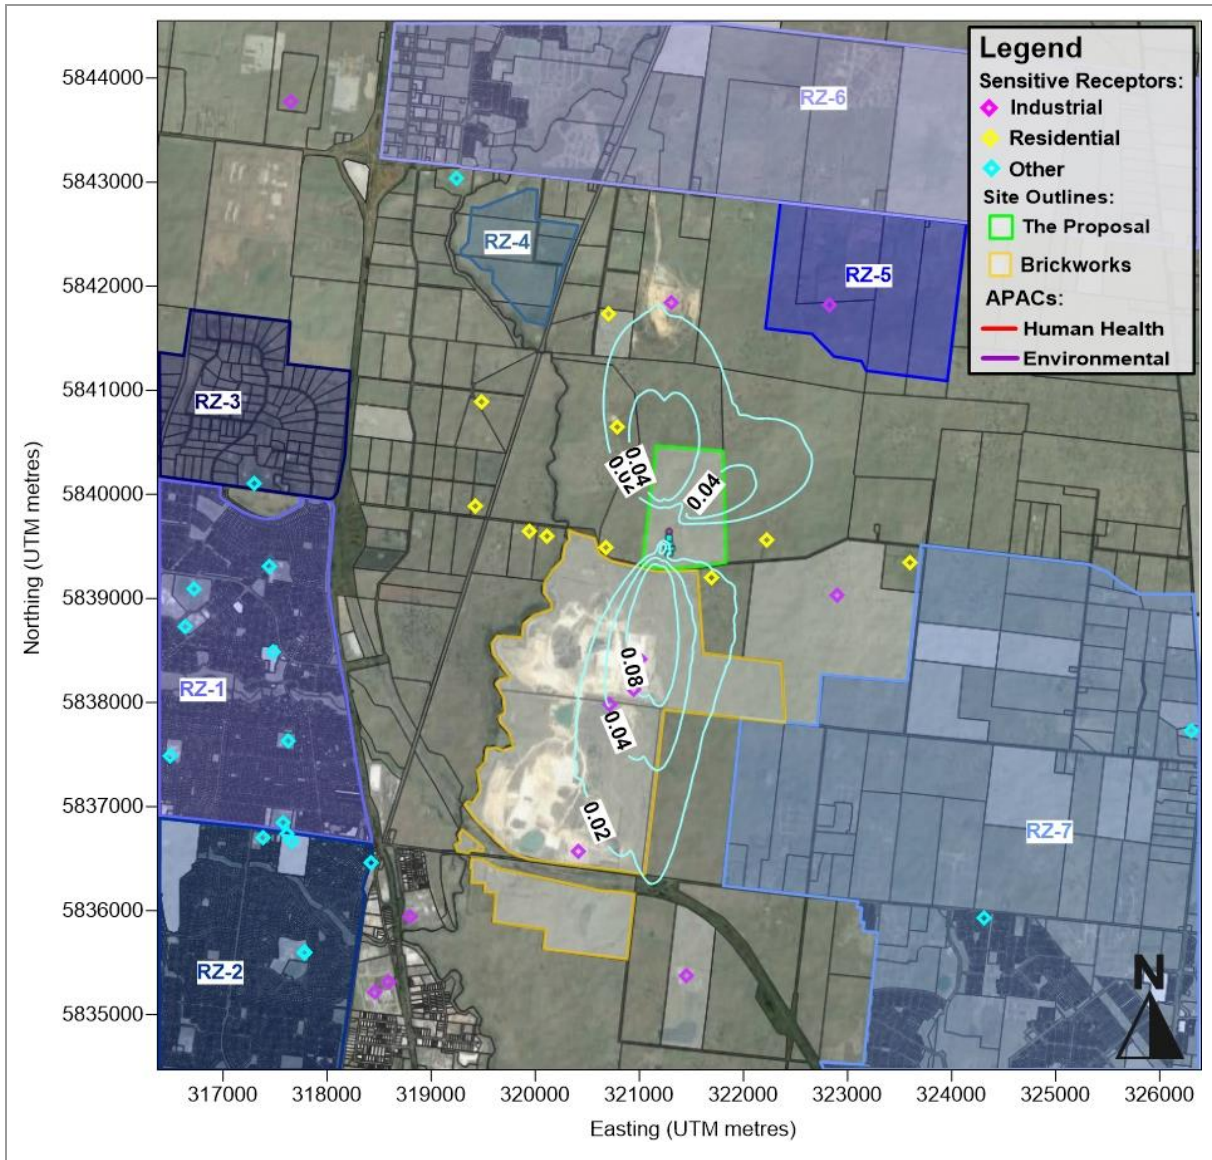 Legend
Sensitive Receptors:
Industrial
Residential
Other
Site Outlines:
The Proposal
Brickworks
APACs:
Human Health
Environmental
5844000
5843000
5842000
5841000
5840000
5839000
5838000
5837000
5836000
5835000
Northing (UTM metres)
RZ-6
RZ-4
RZ-5
RZ-3
0.04
0.02
0.04
RZ-1
0.08
0.04
0.02
RZ-7
RZ-2
N
317000 318000 319000 320000 321000 322000 323000 324000 325000 326000
Easting (UTM metres)